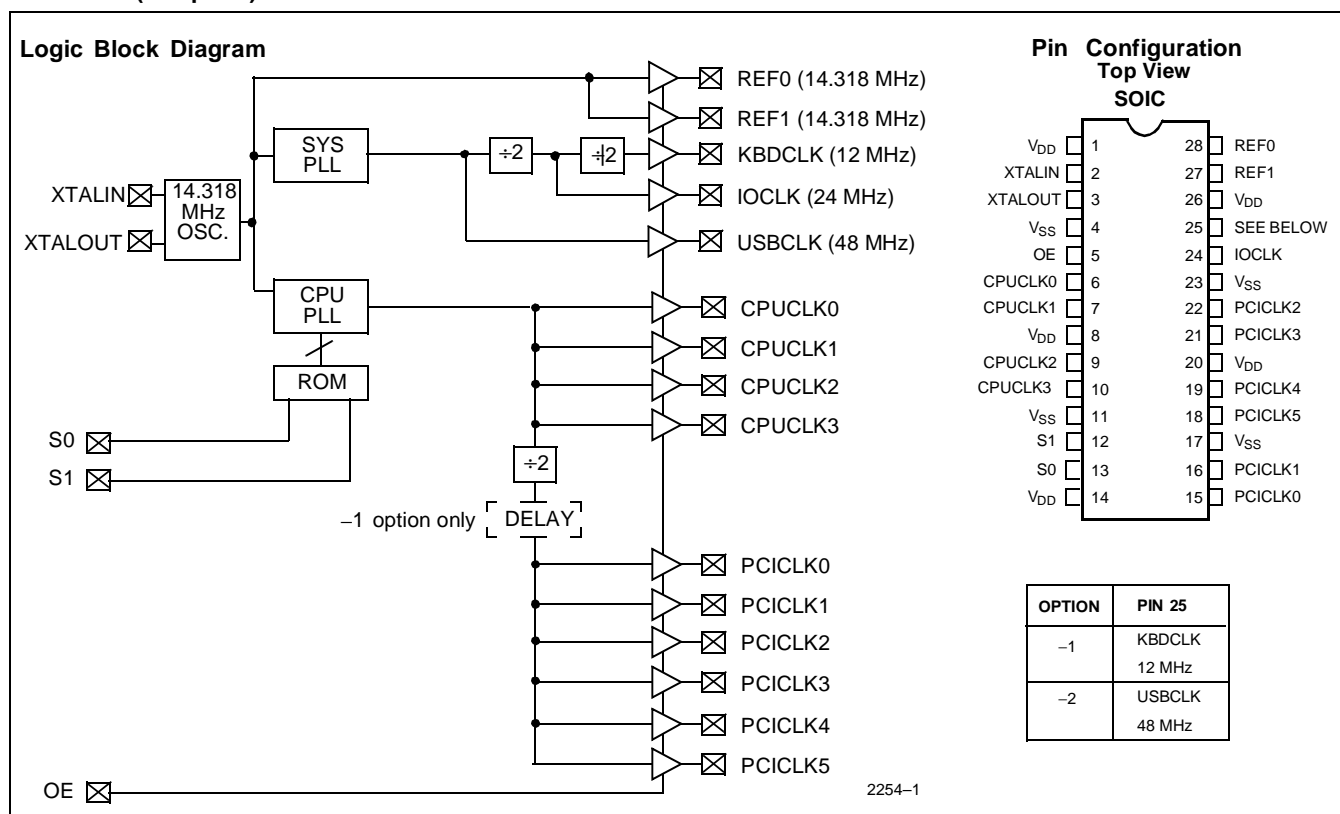 Logic Block Diagram
REF0 (14.318 MHz)
REF1 (14.318 MHz)
SYS
PLL
÷2
÷2
KBDCLK (12 MHz)
XTALIN
14.318
MHz
OSC.
IOCLK (24 MHz)
XTALOUT
USBCLK (48 MHz)
CPU
PLL
CPUCLK0
CPUCLK1
ROM
CPUCLK2
CPUCLK3
S0
S1
÷2
–1 option only
DELAY
PCICLK0
PCICLK1
PCICLK2
PCICLK3
PCICLK4
PCICLK5
OE
2254–1
Pin Configuration
Top View
SOIC
VDD 1 28 REF0
XTALIN 2 27 REF1
XTALOUT 3 26 VDD
VSS 4 25 SEE BELOW
OE 5 24 IOCLK
CPUCLK0 6 23 VSS
CPUCLK1 7 22 PCICLK2
VDD 8 21 PCICLK3
CPUCLK2 9 20 VDD
CPUCLK3 10 19 PCICLK4
VSS 11 18 PCICLK5
S1 12 17 VSS
S0 13 16 PCICLK1
VDD 14 15 PCICLK0
OPTION PIN 25
–1 KBDCLK
12 MHz
–2 USBCLK
48 MHz